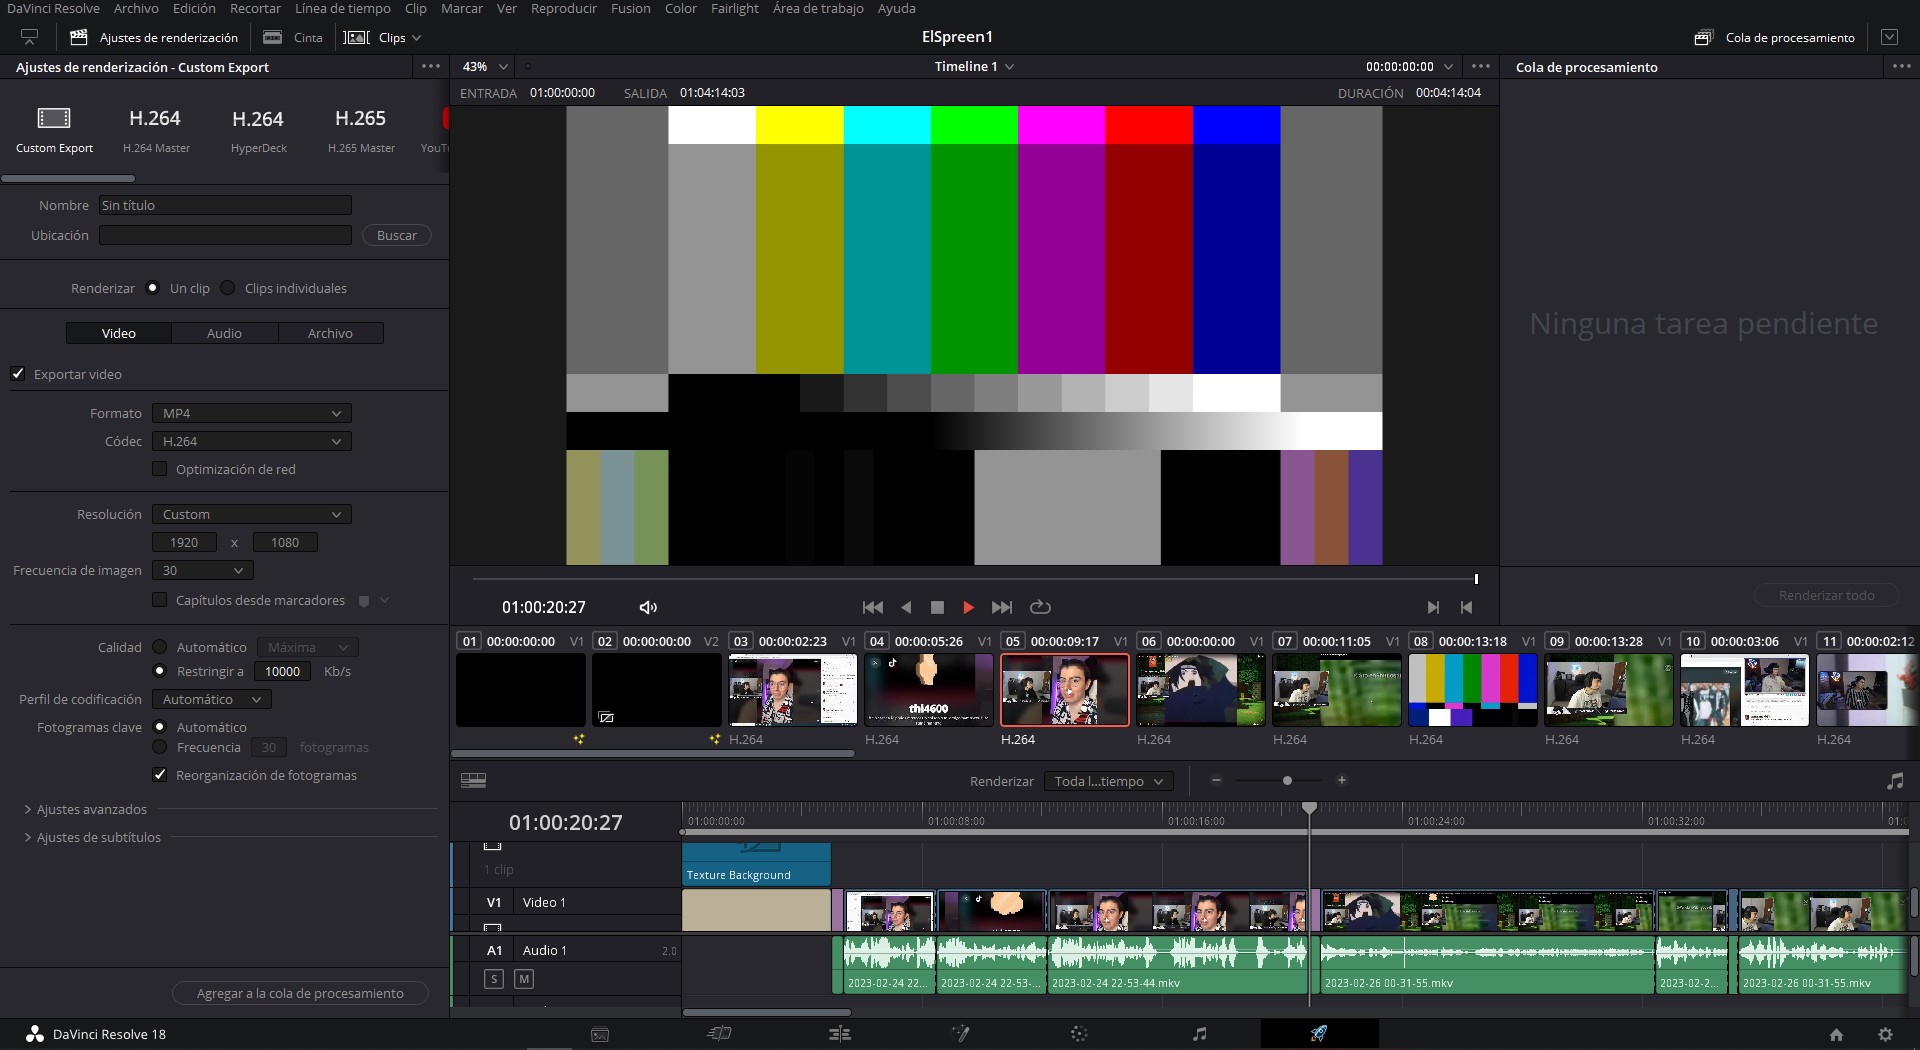 DaVinci Resolve Archivo Edición Recortar Línea de tiempo Clip Marcar Ver Reproducir Fusion Color Fairlight Área de trabajo Ayuda
Ajustes de renderización Cinta Clips ElSpreen1 Cola de procesamiento
Ajustes de renderización - Custom Export 43% Timeline 1 00:00:00:00 Cola de procesamiento
ENTRADA 01:00:00:00 SALIDA 01:04:14:03 DURACIÓN 00:04:14:04
H.264 H.264 H.265
Custom Export H.264 Master HyperDeck H.265 Master YouT
Nombre Sin título
Ubicación Buscar
Renderizar Un clip Clips individuales
Video Audio Archivo
Ninguna tarea pendiente
Exportar video
Formato MP4
Códec H.264
Optimización de red
Resolución Custom
1920 x 1080
Frecuencia de imagen 30
Capítulos desde marcadores
Renderizar todo
01:00:20:27
01 00:00:00:00 V1 02 00:00:00:00 V2 03 00:00:02:23 V1 04 00:00:05:26 V1 05 00:00:09:17 V1 06 00:00:00:00 V1 07 00:00:11:05 V1 08 00:00:13:18 V1 09 00:00:13:28 V1 10 00:00:03:06 V1 11 00:00:02:12
thl4600
H.264 H.264 H.264 H.264 H.264 H.264 H.264 H.264 H.264
Calidad Automático Máxima
Restringir a 10000 Kb/s
Perfil de codificación Automático
Fotogramas clave Automático
Frecuencia 30 fotogramas
Reorganización de fotogramas
Ajustes avanzados
Ajustes de subtítulos
Renderizar Toda l...tiempo
01:00:20:27
01:00:00:00 01:00:08:00 01:00:16:00 01:00:24:00 01:00:32:00 01:0
1 clip
Texture Background
V1 Video 1
A1 Audio 1 2.0
S M
2023-02-24 22... 2023-02-24 22-53-... 2023-02-24 22-53-44.mkv 2023-02-26 00-31-55.mkv 2023-02-2... 2023-02-26 00-31-55.mkv
Agregar a la cola de procesamiento
DaVinci Resolve 18